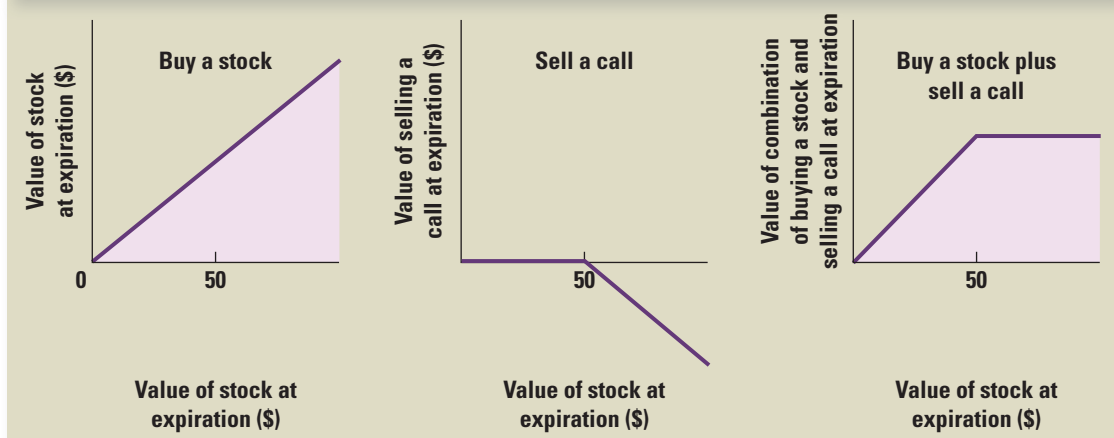 Value of stock
at expiration ($)
Buy a stock
0
50
Value of stock at
expiration ($)
Value of selling a
call at expiration ($)
Sell a call
50
Value of stock at
expiration ($)
Value of combination
of buying a stock and
selling a call at expiration
Buy a stock plus
sell a call
50
Value of stock at
expiration ($)